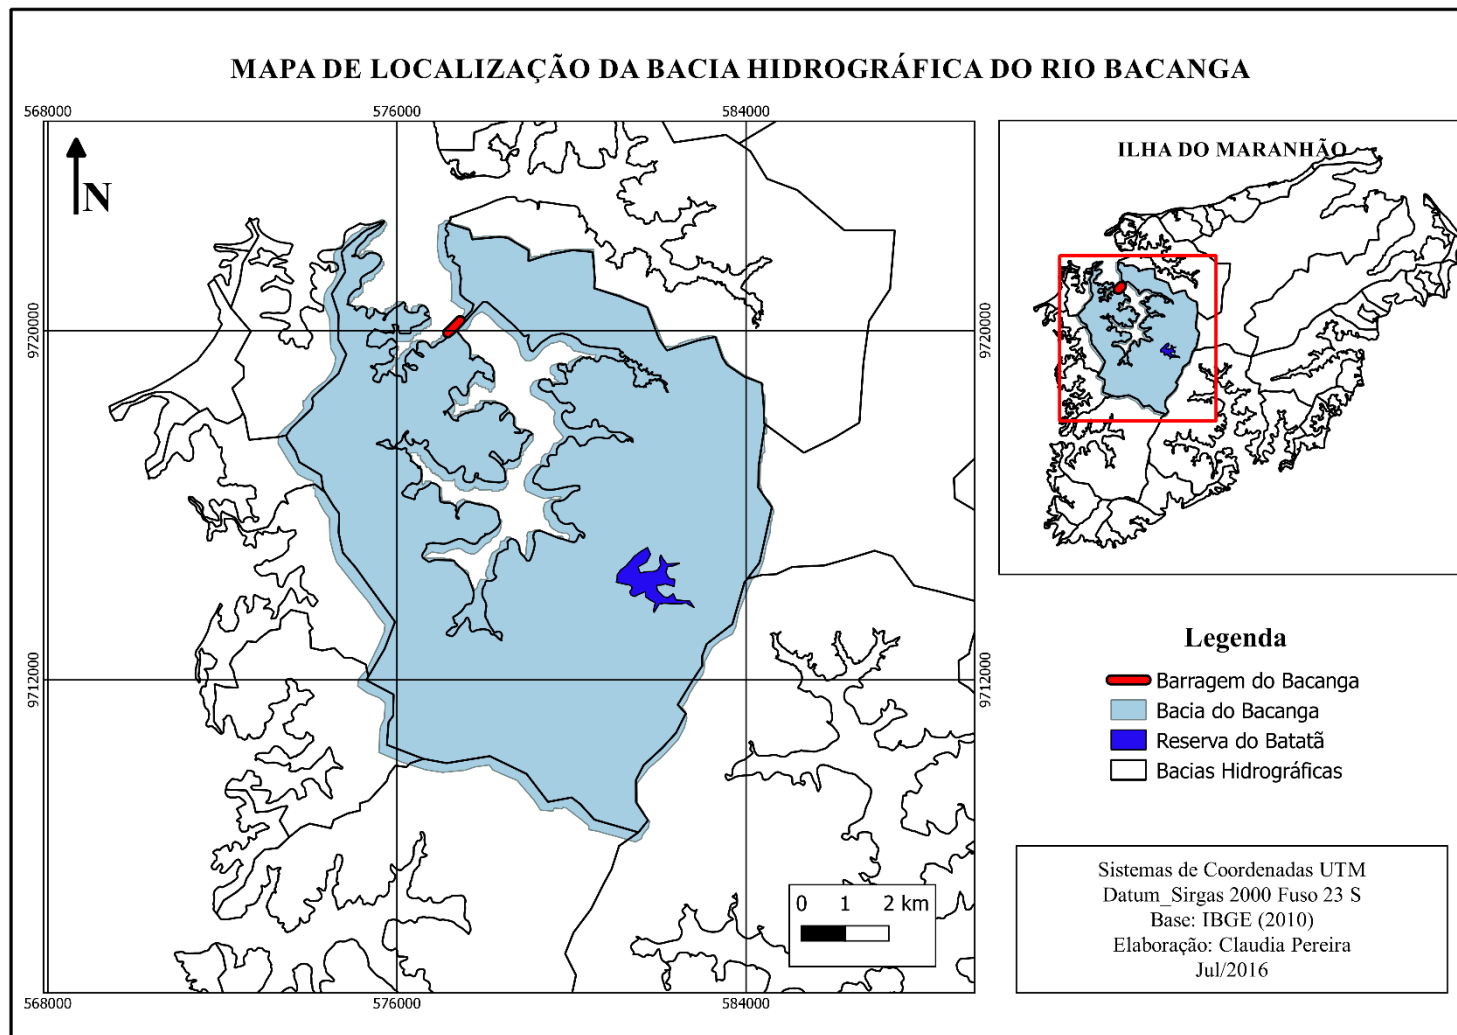 MAPA DE LOCALIZAÇÃO DA BACIA HIDROGRÁFICA DO RIO BACANGA
568000
576000
584000
N
9720000
9720000
9712000
9712000
0 1 2 km
568000
576000
584000
ILHA DO MARANHÃO
Legenda
Barragem do Bacanga
Bacia do Bacanga
Reserva do Batatã
Bacias Hidrográficas
Sistemas de Coordenadas UTM
Datum_Sirgas 2000 Fuso 23 S
Base: IBGE (2010)
Elaboração: Claudia Pereira
Jul/2016